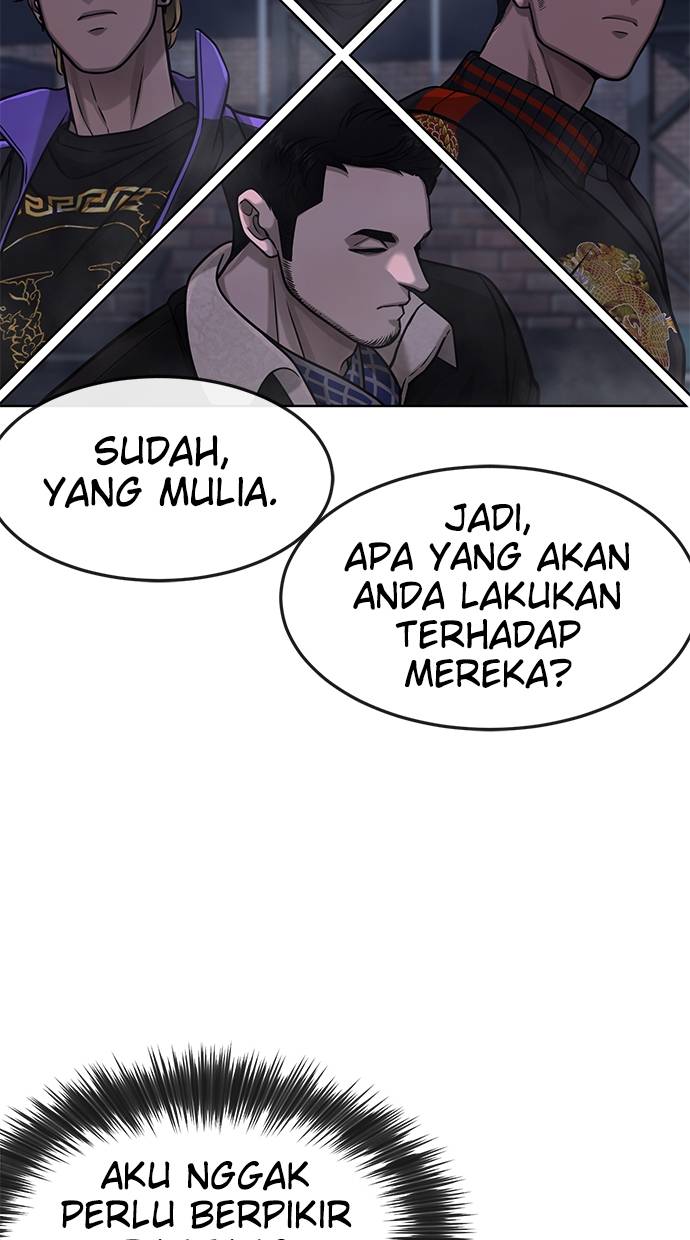 SUDAH,
YANG MULIA.
JADI,
APA YANG AKAN
ANDA LAKUKAN
TERHADAP
MEREKA?
AKU NGGAK
PERLU BERPIKIR